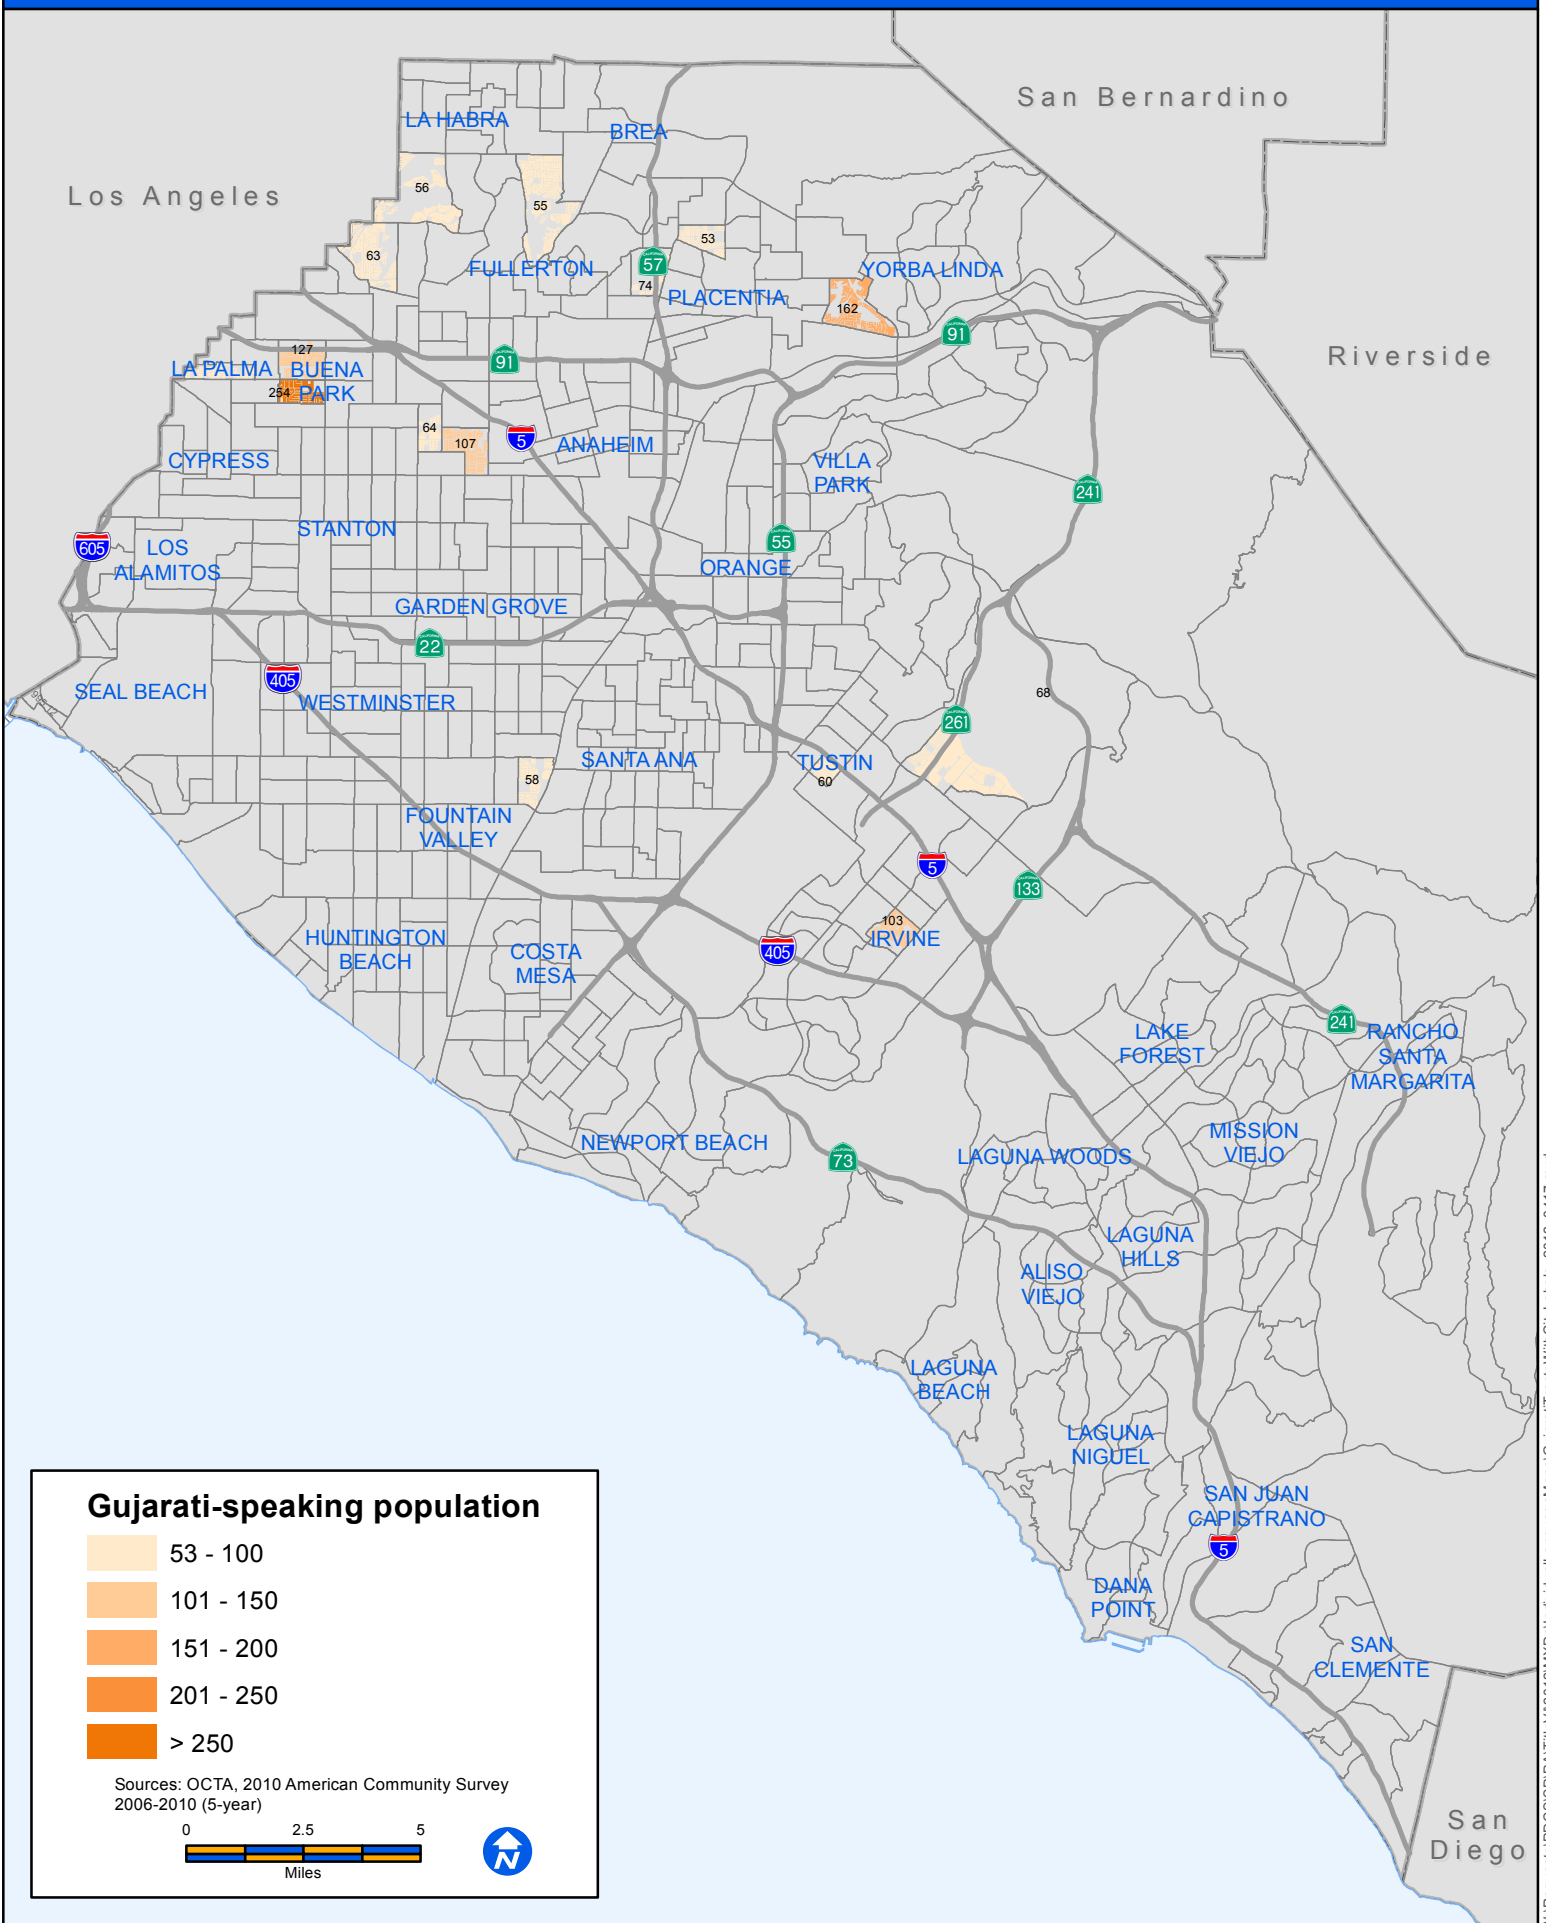 San Bernardino
LA HABRA
BREA
Los Angeles
56
55
53
63
FULLERTON
57
YORBA LINDA
74
PLACENTIA
162
91
127
LA PALMA
BUENA
PARK
91
Riverside
254
64
107
5
ANAHEIM
CYPRESS
VILLA
PARK
241
STANTON
605
LOS
ALAMITOS
55
ORANGE
GARDEN GROVE
22
405
SEAL BEACH
WESTMINSTER
68
261
SANTA ANA
TUSTIN
60
58
FOUNTAIN
VALLEY
5
133
103
IRVINE
HUNTINGTON
BEACH
COSTA
MESA
405
241
LAKE
FOREST
RANCHO
SANTA
MARGARITA
NEWPORT BEACH
73
LAGUNA WOODS
MISSION
VIEJO
LAGUNA
HILLS
ALISO
VIEJO
LAGUNA
BEACH
LAGUNA
NIGUEL
SAN JUAN
CAPISTRANO
5
DANA
POINT
SAN
CLEMENTE
San
Diego
Gujarati-speaking population
53 - 100
101 - 150
151 - 200
201 - 250
> 250
Sources: OCTA, 2010 American Community Survey
2006-2010 (5-year)
0 2.5 5
Miles
N